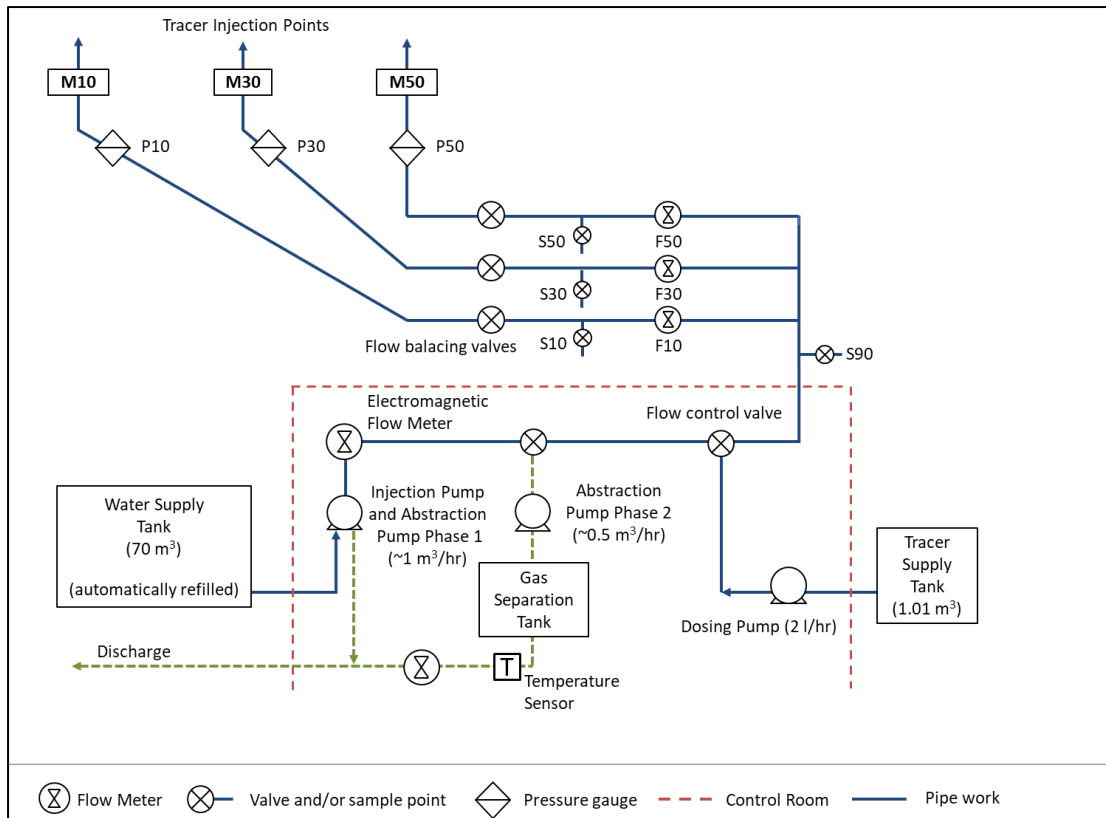 Tracer Injection Points
M10
M30
M50
P10
P30
P50
S50
F50
S30
F30
Flow balacing valves
S10
F10
S90
Electromagnetic
Flow Meter
Flow control valve
Water Supply
Tank
(70 m³)
(automatically refilled)
Injection Pump
and Abstraction
Pump Phase 1
(~1 m³/hr)
Abstraction
Pump Phase 2
(~0.5 m³/hr)
Gas
Separation
Tank
Tracer
Supply
Tank
(1.01 m³)
Dosing Pump (2 l/hr)
Discharge
T
Temperature
Sensor
Flow Meter
Valve and/or sample point
Pressure gauge
Control Room
Pipe work